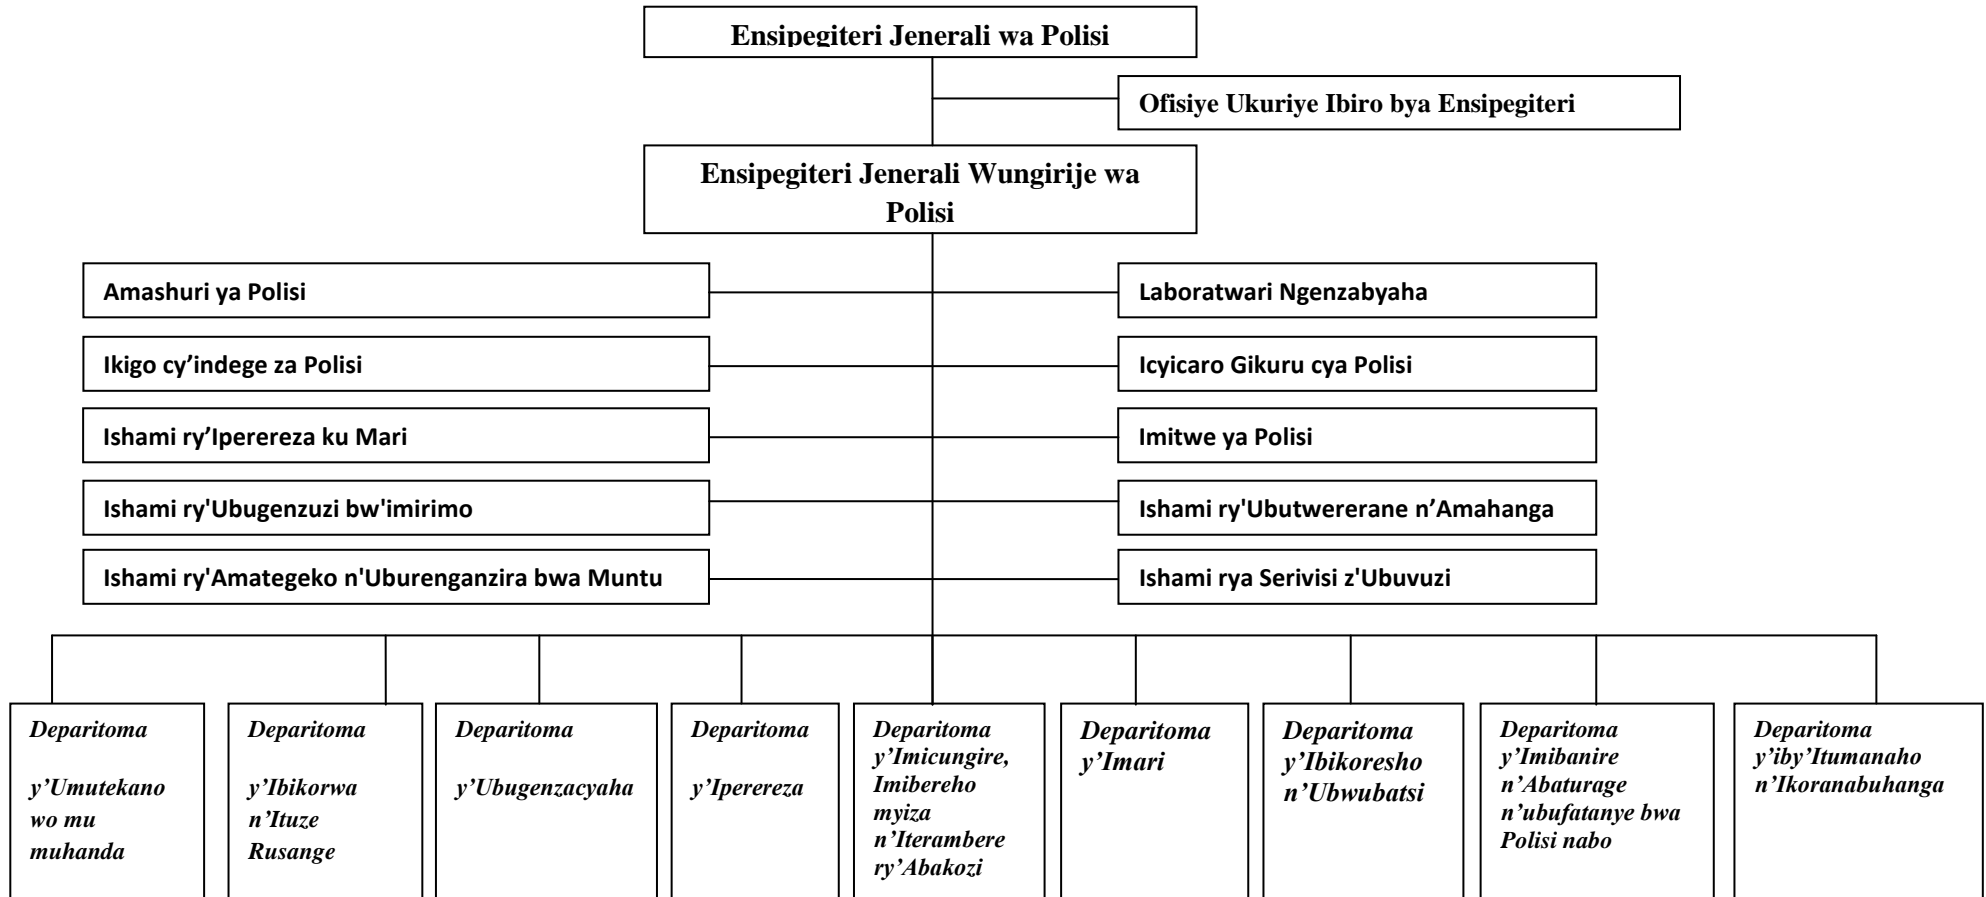 Ensipegiteri Jenerali wa Polisi
Ofisiye Ukuriye Ibiro bya Ensipegiteri
Ensipegiteri Jenerali Wungirije wa
Polisi
Amashuri ya Polisi
Laboratwari Ngenzabyaha
Ikigo cy’indege za Polisi
Icyicaro Gikuru cya Polisi
Ishami ry’Iperereza ku Mari
Imitwe ya Polisi
Ishami ry'Ubugenzuzi bw'imirimo
Ishami ry'Ubutwererane n’Amahanga
Ishami ry'Amategeko n'Uburenganzira bwa Muntu
Ishami rya Serivisi z'Ubuvuzi
Deparitoma
y’Umutekano
wo mu
muhanda
Deparitoma
y’Ibikorwa
n’Ituze
Rusange
Deparitoma
y’Ubugenzacyaha
Deparitoma
y’Iperereza
Deparitoma
y’Imicungire,
Imibereho
myiza
n’Iterambere
ry’Abakozi
Deparitoma
y’Imari
Deparitoma
y’Ibikoresho
n’Ubwubatsi
Deparitoma
y’Imibanire
n’Abaturage
n’ubufatanye bwa
Polisi nabo
Deparitoma
y’iby’Itumanaho
n’Ikoranabuhanga